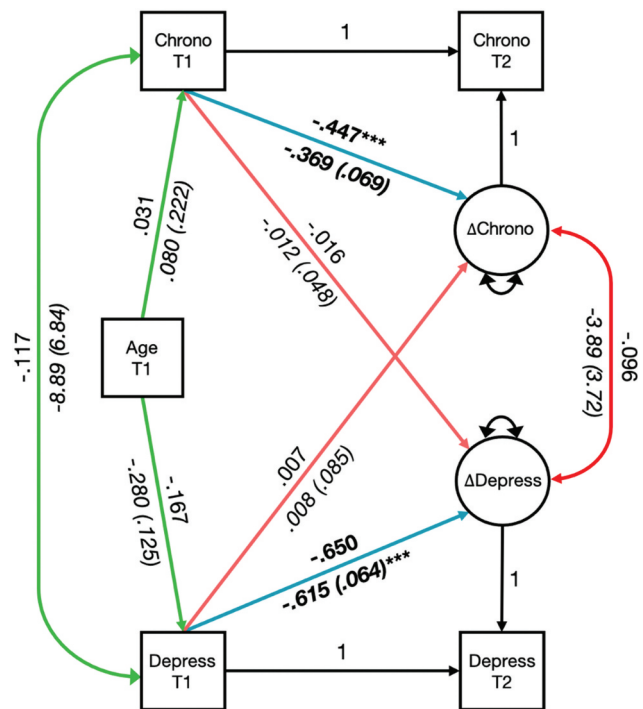 Chrono
T1
1
Chrono
T2
-.447***
-.369 (.069)
1
.031
.080 (.222)
-.016
-.012 (.048)
ΔChrono
-.117
-8.89 (6.84)
Age
T1
-.096
-3.89 (3.72)
-.167
-.280 (.125)
.007
.008 (.085)
ΔDepress
-.650
-.615 (.064)***
1
Depress
T1
1
Depress
T2